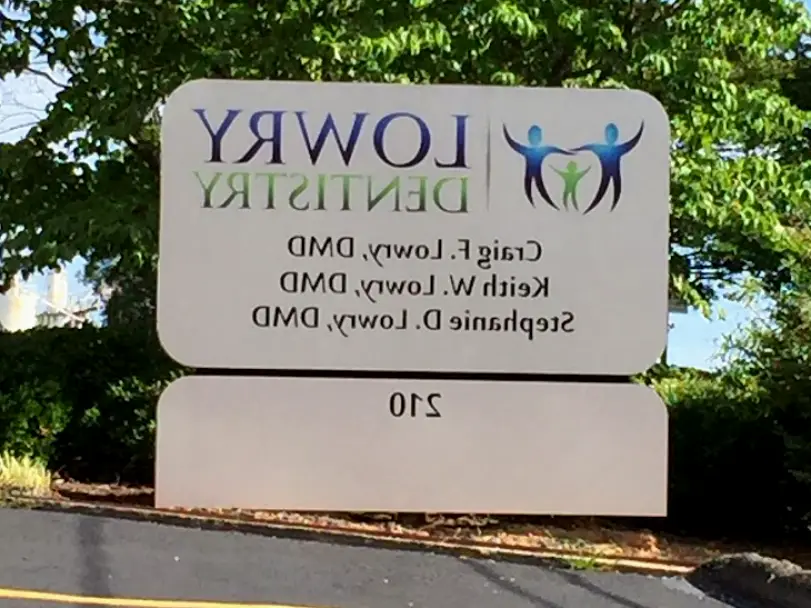 LOWRY
DENTISTRY
Craig F. Lowry, DMD
Keith W. Lowry, DMD
Stephanie D. Lowry, DMD
210